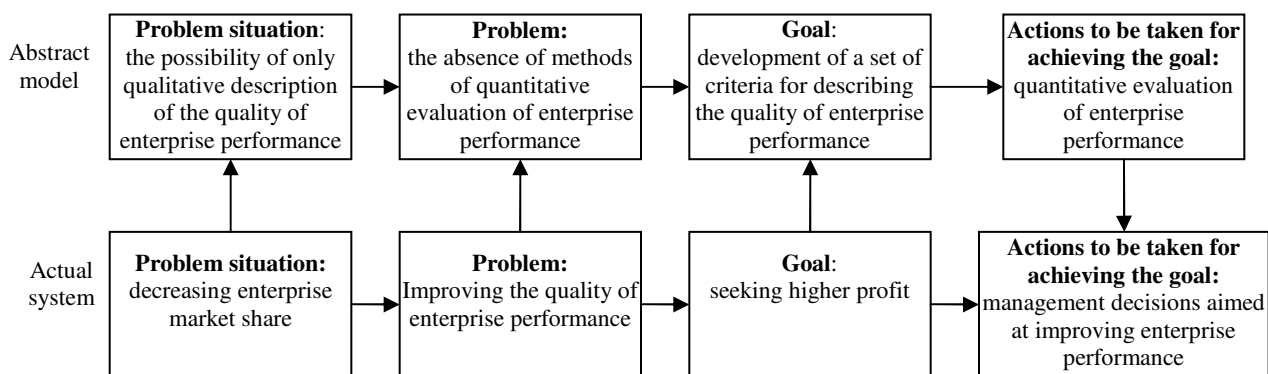 Abstract
model
Problem situation:
the possibility of only
qualitative description
of the quality of
enterprise performance
Problem:
the absence of methods
of quantitative
evaluation of enterprise
performance
Goal:
development of a set of
criteria for describing
the quality of enterprise
performance
Actions to be taken for
achieving the goal:
quantitative evaluation
of enterprise
performance
Actual
system
Problem situation:
decreasing enterprise
market share
Problem:
Improving the quality of
enterprise performance
Goal:
seeking higher profit
Actions to be taken for
achieving the goal:
management decisions aimed
at improving enterprise
performance